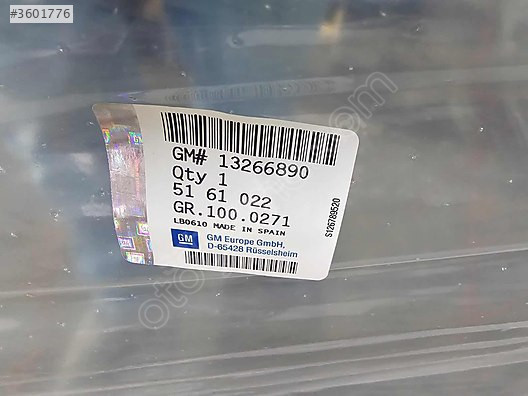 #3601776
GM# 13266890
Qty 1
51 61 022
GR.100.0271
LB0610 MADE IN SPAIN
GM
GM Europe GmbH,
D-65428 Rüsselsheim
S126789520